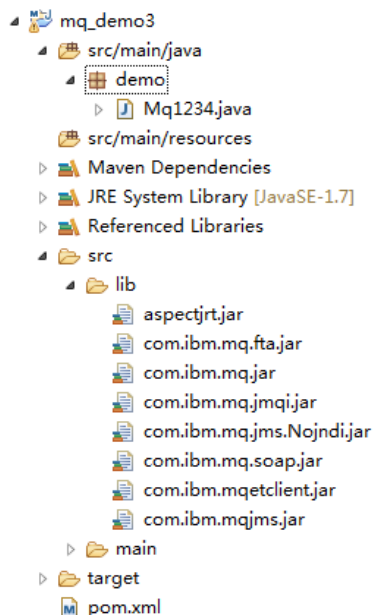 mq_demo3
src/main/java
demo
Mq1234.java
src/main/resources
Maven Dependencies
JRE System Library [JavaSE-1.7]
Referenced Libraries
src
lib
aspectjrt.jar
com.ibm.mq.fta.jar
com.ibm.mq.jar
com.ibm.mq.jmqi.jar
com.ibm.mq.jms.Nojndi.jar
com.ibm.mq.soap.jar
com.ibm.mqetclient.jar
com.ibm.mqjms.jar
main
target
pom.xml